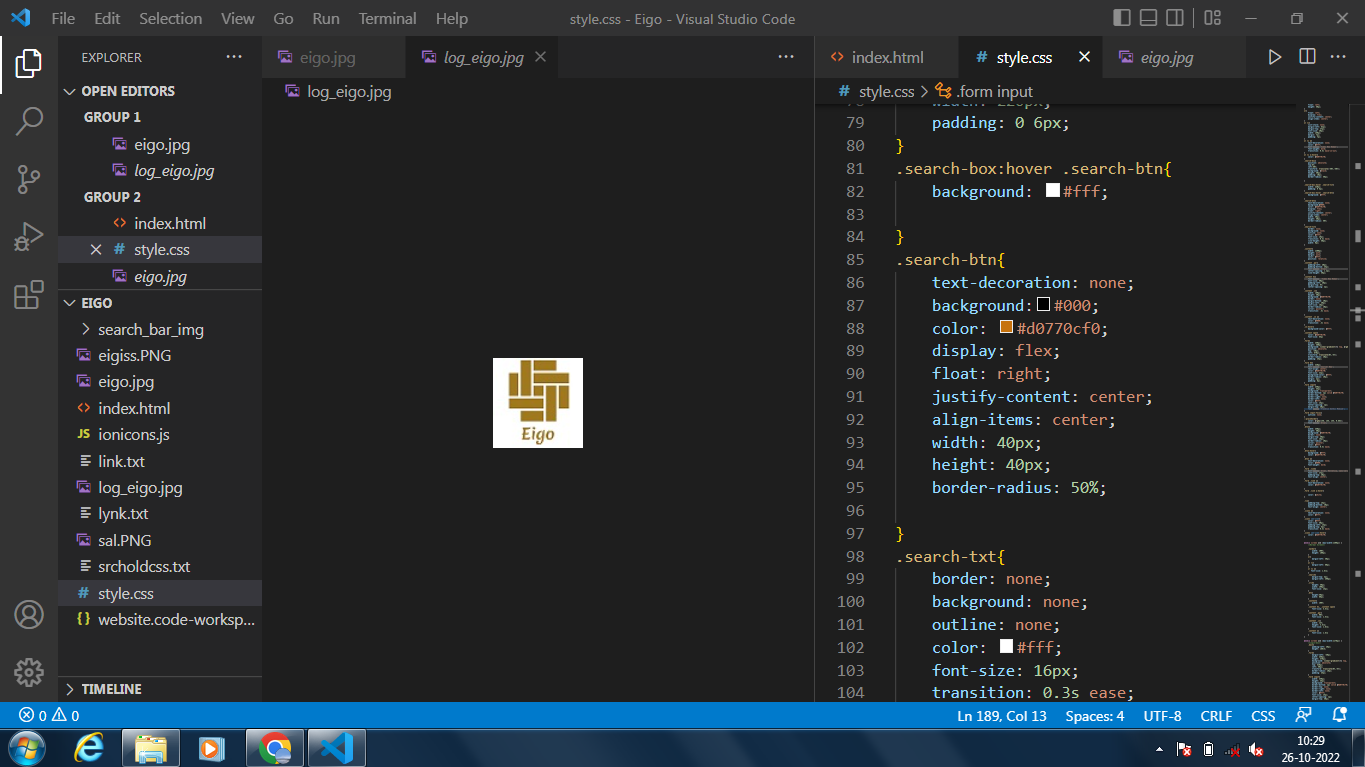 File Edit Selection View Go Run Terminal Help
style.css - Eigo - Visual Studio Code
EXPLORER
OPEN EDITORS
GROUP 1
eigo.jpg
log_eigo.jpg
GROUP 2
index.html
# style.css
eigo.jpg
EIGO
search_bar_img
eigiss.PNG
eigo.jpg
index.html
JS ionicons.js
link.txt
log_eigo.jpg
lynk.txt
sal.PNG
srcholdcss.txt
# style.css
{} website.code-worksp...
TIMELINE
eigo.jpg
log_eigo.jpg
log_eigo.jpg
Eigo
index.html
# style.css
eigo.jpg
# style.css > .form input
78 width: 220px;
79 padding: 0 6px;
80 }
81 .search-box:hover .search-btn{
82 background: #fff;
83
84 }
85 .search-btn{
86 text-decoration: none;
87 background: #000;
88 color: #d0770cf0;
89 display: flex;
90 float: right;
91 justify-content: center;
92 align-items: center;
93 width: 40px;
94 height: 40px;
95 border-radius: 50%;
96
97 }
98 .search-txt{
99 border: none;
100 background: none;
101 outline: none;
102 color: #fff;
103 font-size: 16px;
104 transition: 0.3s ease;
0 0
Ln 189, Col 13 Spaces: 4 UTF-8 CRLF CSS
10:29
26-10-2022